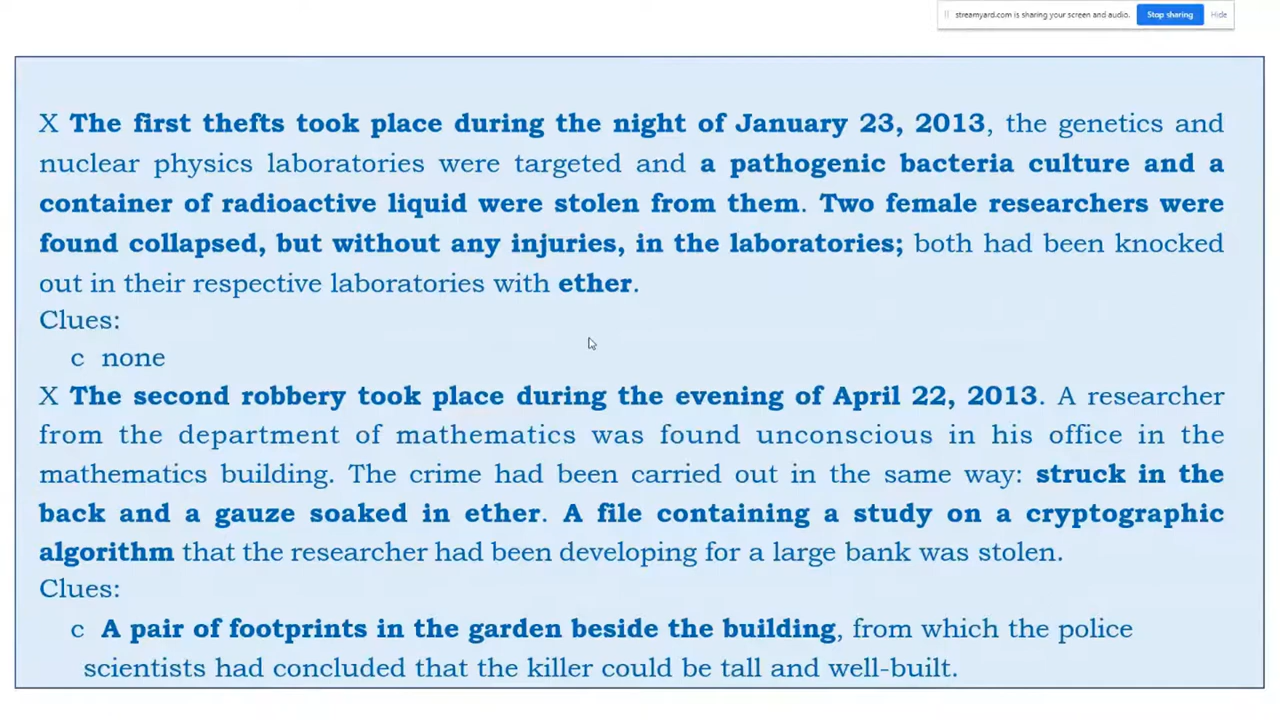 streamyard.com is sharing your screen and audio. Stop sharing Hide
X The first thefts took place during the night of January 23, 2013, the genetics and
nuclear physics laboratories were targeted and a pathogenic bacteria culture and a
container of radioactive liquid were stolen from them. Two female researchers were
found collapsed, but without any injuries, in the laboratories; both had been knocked
out in their respective laboratories with ether.
Clues:
c none
X The second robbery took place during the evening of April 22, 2013. A researcher
from the department of mathematics was found unconscious in his office in the
mathematics building. The crime had been carried out in the same way: struck in the
back and a gauze soaked in ether. A file containing a study on a cryptographic
algorithm that the researcher had been developing for a large bank was stolen.
Clues:
c A pair of footprints in the garden beside the building, from which the police
scientists had concluded that the killer could be tall and well-built.